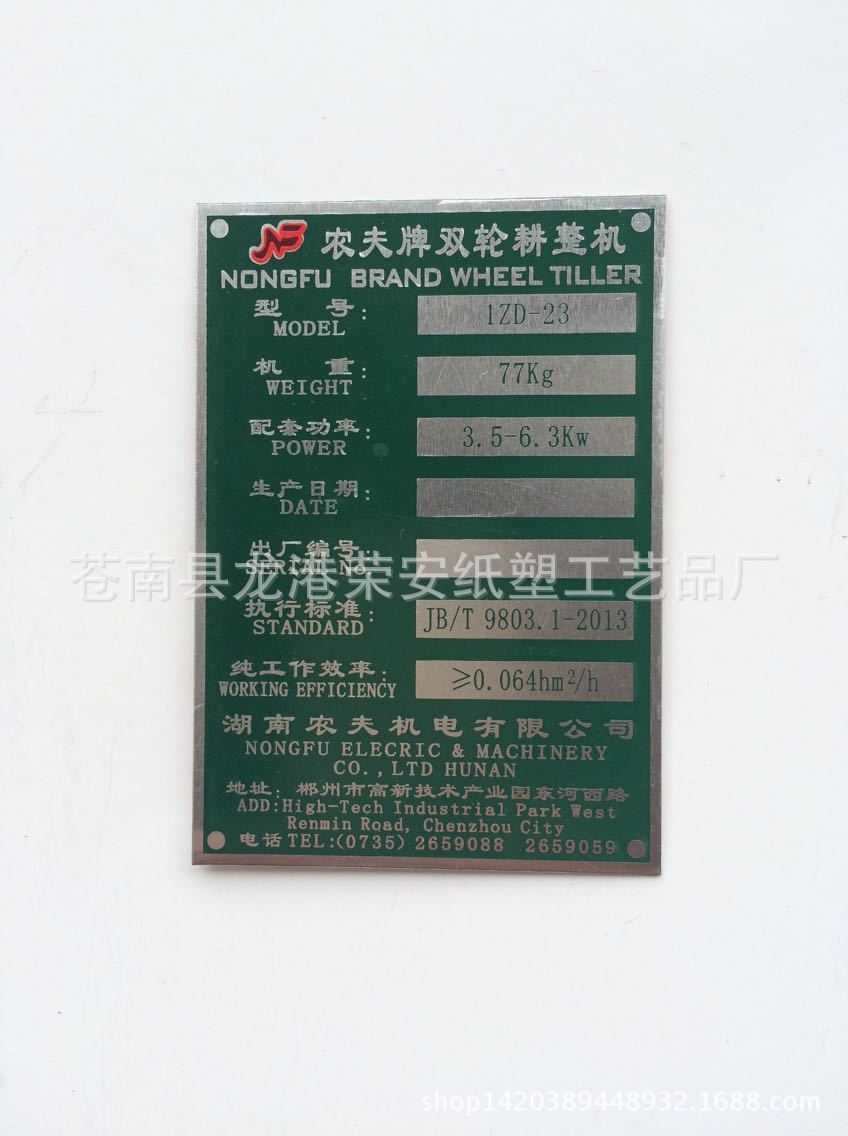 NF 农夫牌双轮耕整机
NONGFU BRAND WHEEL TILLER
型号: 1ZD-23
MODEL
机重: 77Kg
WEIGHT
配套功率: 3.5-6.3Kw
POWER
生产日期:
DATE
出厂编号:
SERIAL No.
苍南县龙港荣安纸塑工艺品厂
执行标准: JB/T 9803.1-2013
STANDARD
纯工作效率: ≥0.064hm²/h
WORKING EFFICIENCY
湖南农夫机电有限公司
NONGFU ELECRIC & MACHINERY
CO.,LTD HUNAN
地址: 郴州市高新技术产业园东河西路
ADD:High-Tech Industrial Park West
Renmin Road, Chenzhou City
电话TEL:(0735) 2659088 2659059
shop1420389448932.1688.com